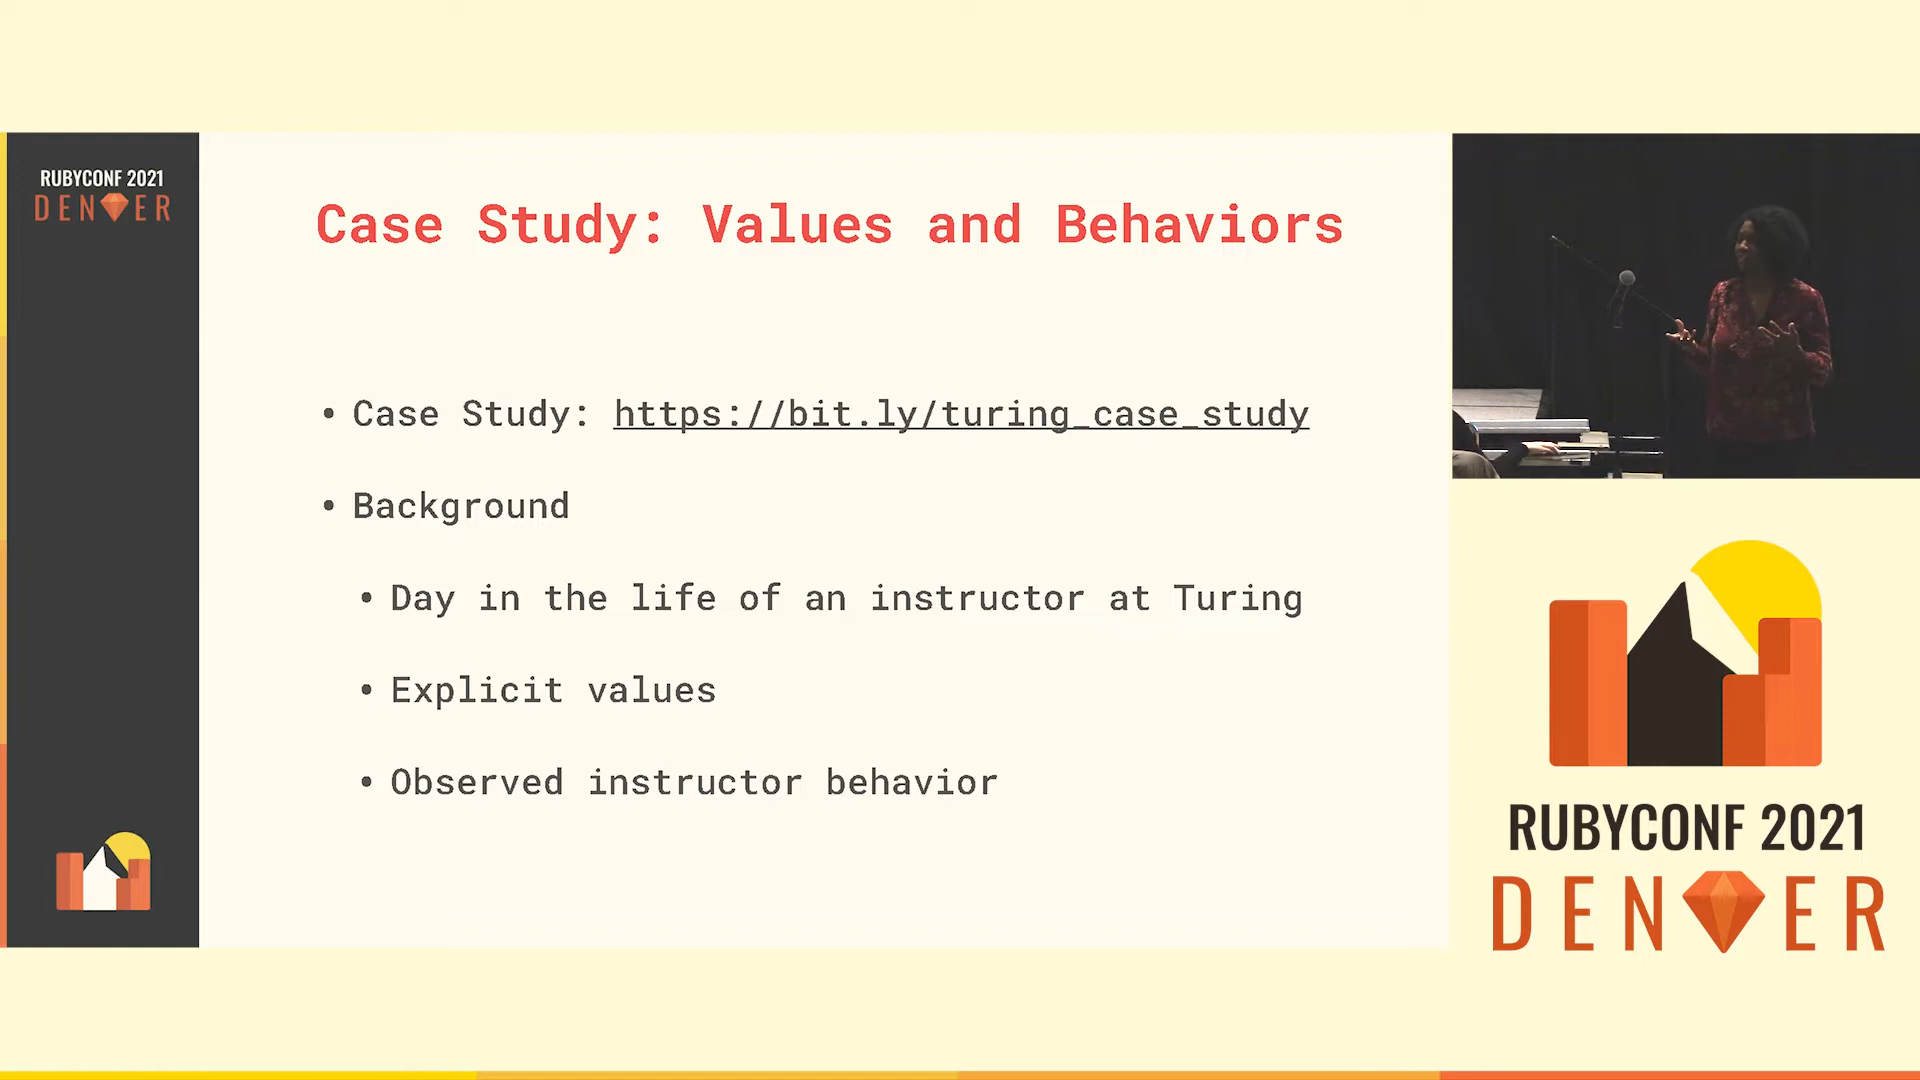 RUBYCONF 2021
DENVER
Case Study: Values and Behaviors
• Case Study: https://bit.ly/turing_case_study
• Background
• Day in the life of an instructor at Turing
• Explicit values
• Observed instructor behavior
RUBYCONF 2021
DENVER